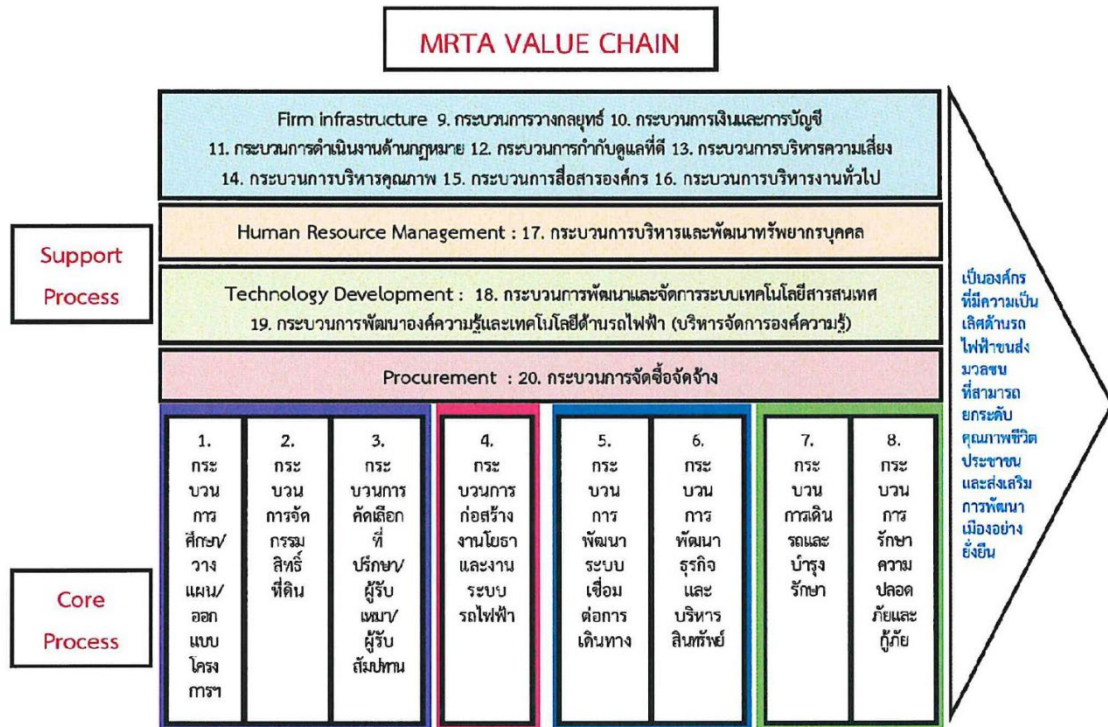 MRTA VALUE CHAIN
Firm infrastructure 9. กระบวนการวางกลยุทธ์ 10. กระบวนการเงินและการบัญชี
11. กระบวนการดำเนินงานด้านกฎหมาย 12. กระบวนการกำกับดูแลที่ดี 13. กระบวนการบริหารความเสี่ยง
14. กระบวนการบริหารคุณภาพ 15. กระบวนการสื่อสารองค์กร 16. กระบวนการบริหารงานทั่วไป
Support
Process
Human Resource Management : 17. กระบวนการบริหารและพัฒนาทรัพยากรบุคคล
Technology Development : 18. กระบวนการพัฒนาและจัดการระบบเทคโนโลยีสารสนเทศ
19. กระบวนการพัฒนาองค์ความรู้และเทคโนโลยีด้านรถไฟฟ้า (บริหารจัดการองค์ความรู้)
Procurement : 20. กระบวนการจัดซื้อจัดจ้าง
Core
Process
1.
กระ
บวน
การ
ศึกษา/
วาง
แผน/
ออก
แบบ
โครง
การฯ
2.
กระ
บวน
การจัด
กรรม
สิทธิ์
ที่ดิน
3.
กระ
บวนการ
คัดเลือก
ที่
ปรึกษา/
ผู้รับ
เหมา/
ผู้รับ
สัมปทาน
4.
กระ
บวนการ
ก่อสร้าง
งานโยธา
และงาน
ระบบ
รถไฟฟ้า
5.
กระ
บวน
การ
พัฒนา
ระบบ
เชื่อม
ต่อการ
เดินทาง
6.
กระ
บวน
การ
พัฒนา
ธุรกิจ
และ
บริหาร
สินทรัพย์
7.
กระ
บวน
การเดิน
รถและ
บำรุง
รักษา
8.
กระ
บวน
การ
รักษา
ความ
ปลอด
ภัยและ
กู้ภัย
เป็นองค์กร
ที่มีความเป็น
เลิศด้านรถ
ไฟฟ้าขนส่ง
มวลชน
ที่สามารถ
ยกระดับ
คุณภาพชีวิต
ประชาชน
และส่งเสริม
การพัฒนา
เมืองอย่าง
ยั่งยืน